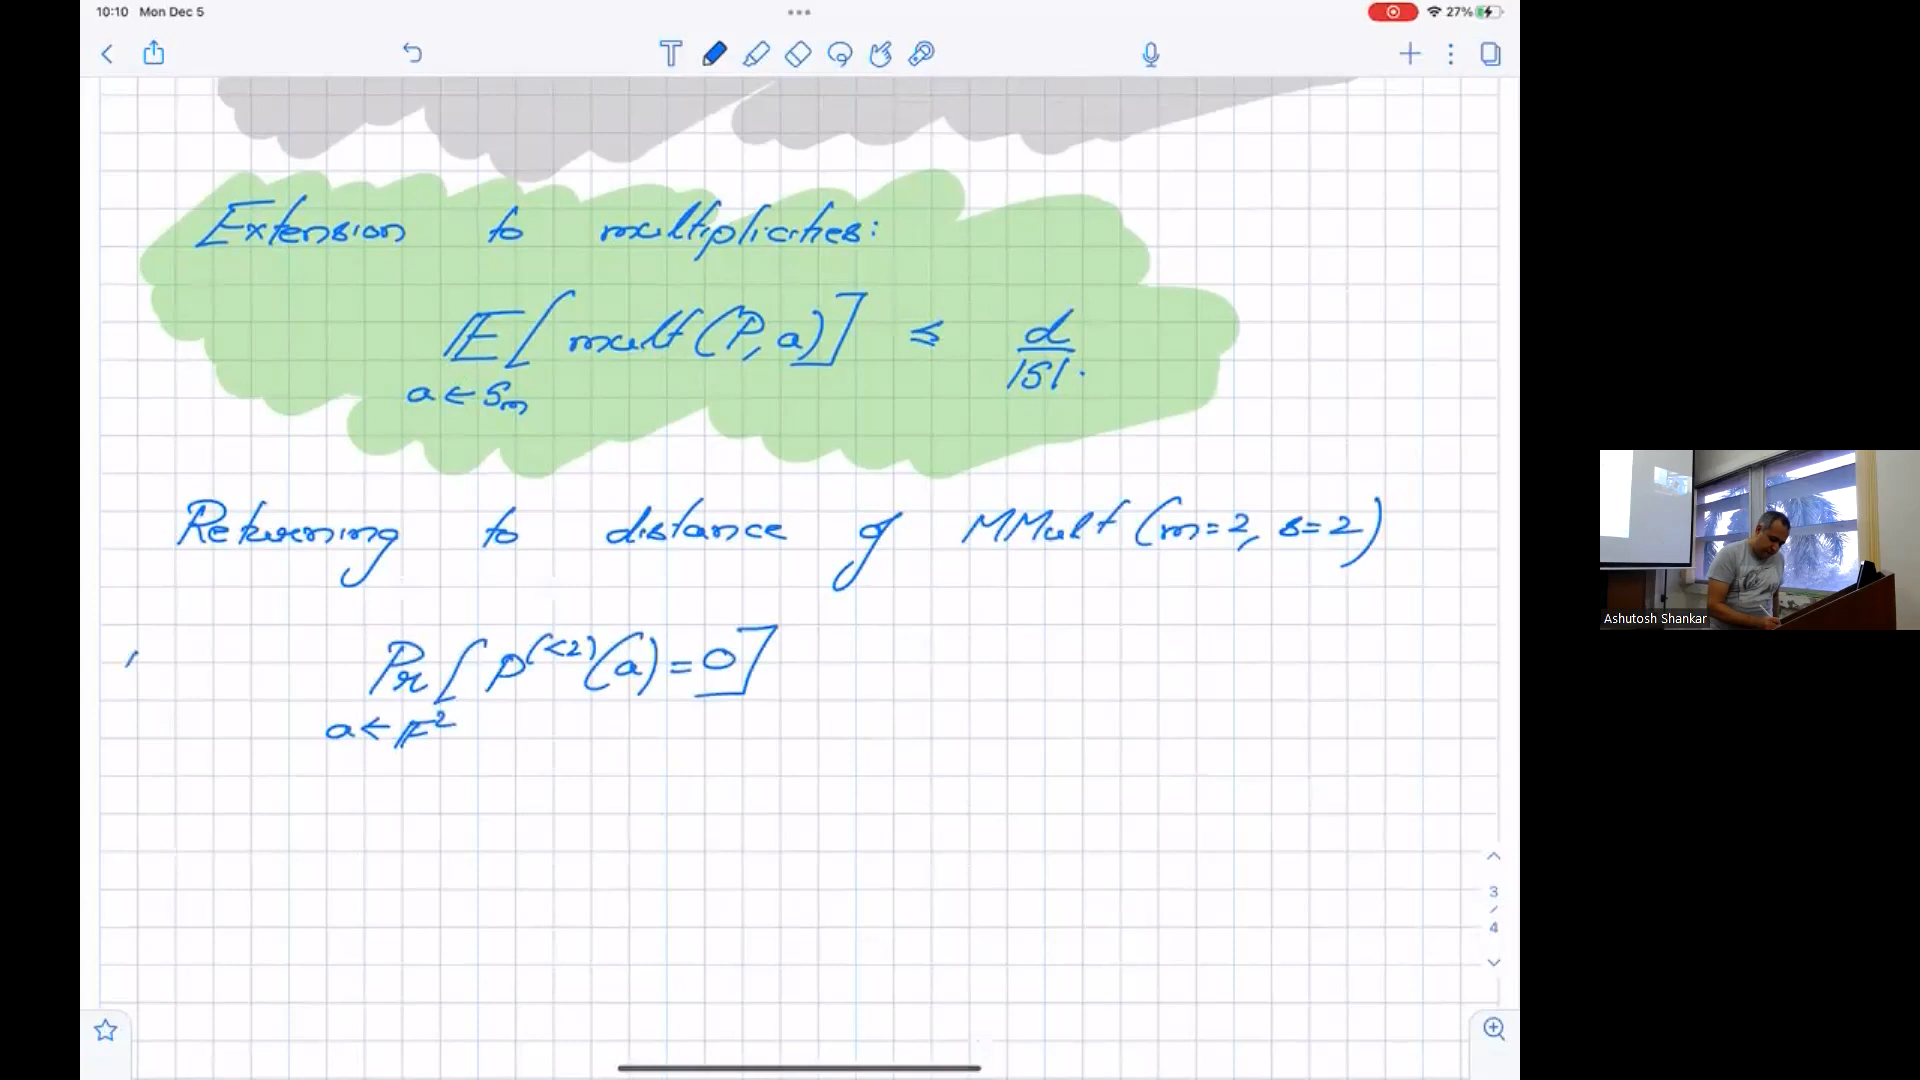 10:10 Mon Dec 5
27%
Extension to multiplicities:
E[mult(P, a)] ≤ d/|S|.
a ← Sm
Returning to distance of MMult (m=2, s=2)
Pr[P^(<2)(a) = 0]
a ← F^2
3
/
4
Ashutosh Shankar